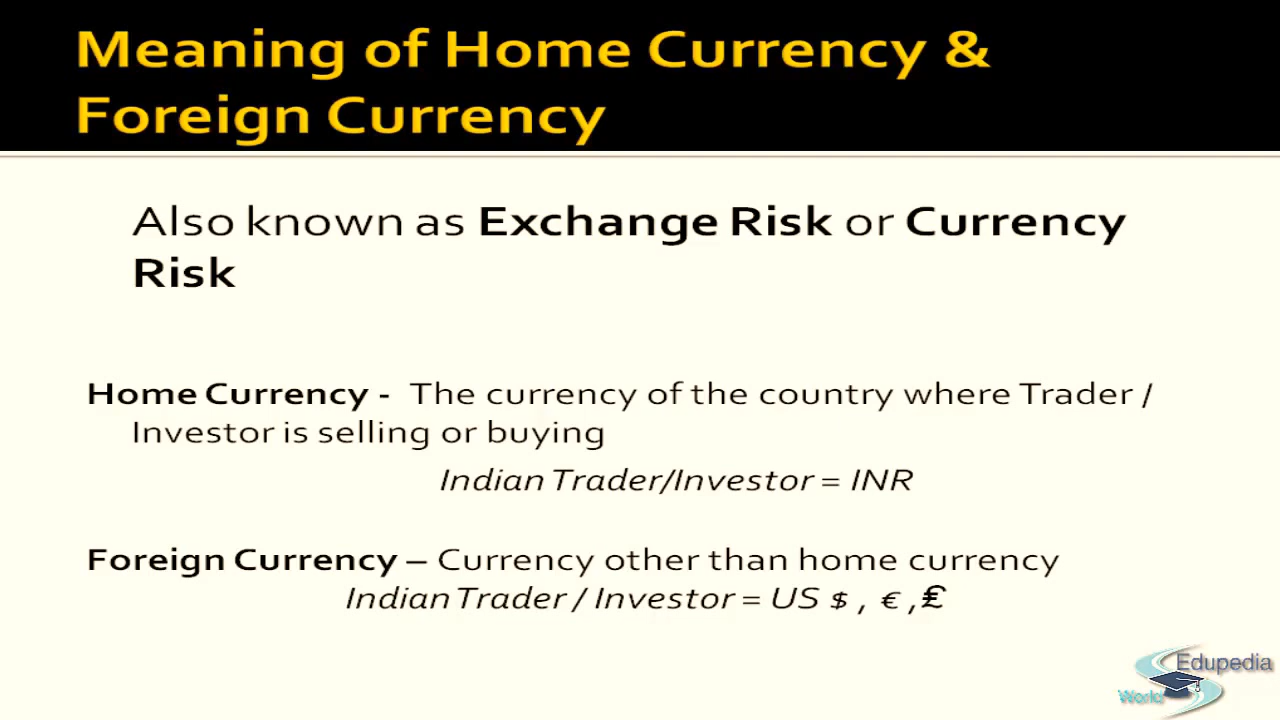 Meaning of Home Currency &
Foreign Currency
Also known as Exchange Risk or Currency
Risk
Home Currency - The currency of the country where Trader /
Investor is selling or buying
Indian Trader/Investor = INR
Foreign Currency – Currency other than home currency
Indian Trader / Investor = US $ , € ,₤
Edupedia
World